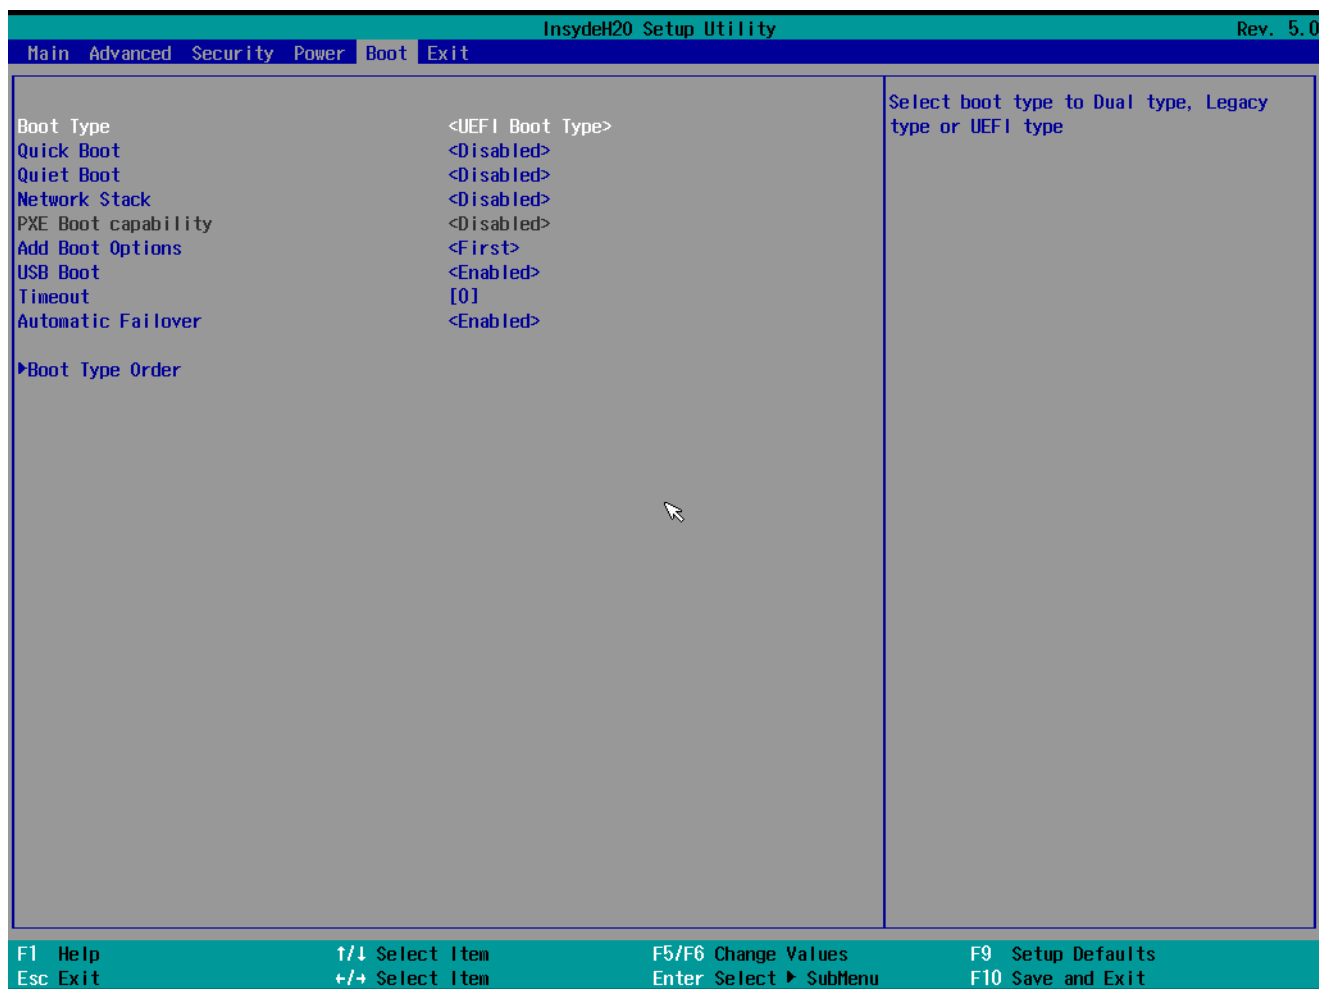 InsydeH20 Setup Utility Rev. 5.0
Main Advanced Security Power Boot Exit
Boot Type <UEFI Boot Type>
Quick Boot <Disabled>
Quiet Boot <Disabled>
Network Stack <Disabled>
PXE Boot capability <Disabled>
Add Boot Options <First>
USB Boot <Enabled>
Timeout [0]
Automatic Failover <Enabled>
▶Boot Type Order
Select boot type to Dual type, Legacy
type or UEFI type
F1 Help ↑/↓ Select Item F5/F6 Change Values F9 Setup Defaults
Esc Exit ←/→ Select Item Enter Select ▶ SubMenu F10 Save and Exit